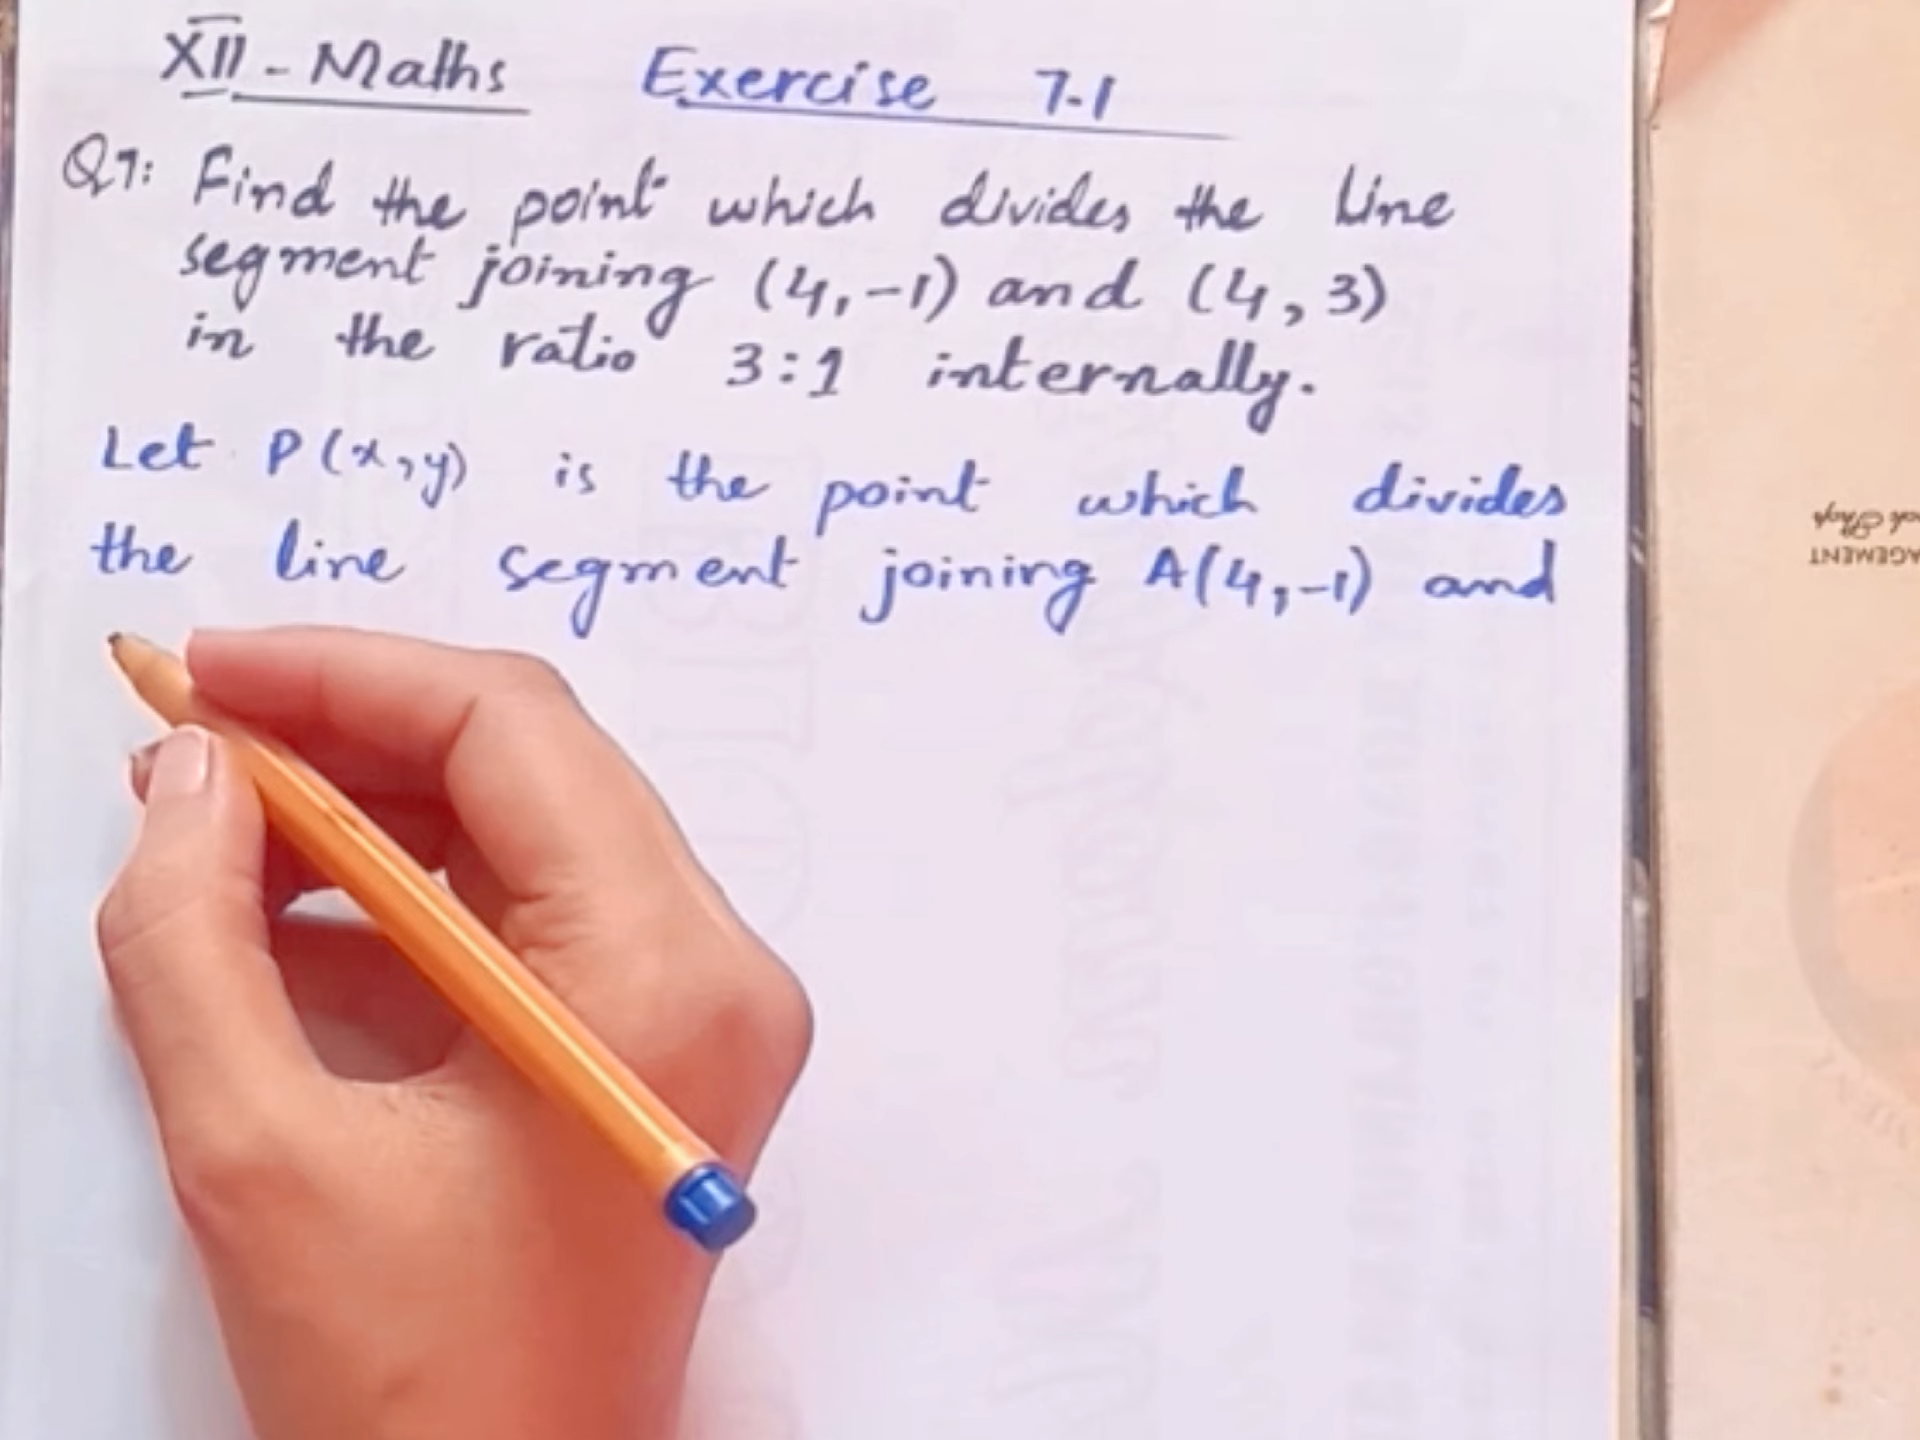 XII - Maths Exercise 7.1
Q7: Find the point which divides the line
segment joining (4,-1) and (4,3)
in the ratio 3:1 internally.
Let P(x,y) is the point which divides
the line segment joining A(4,-1) and